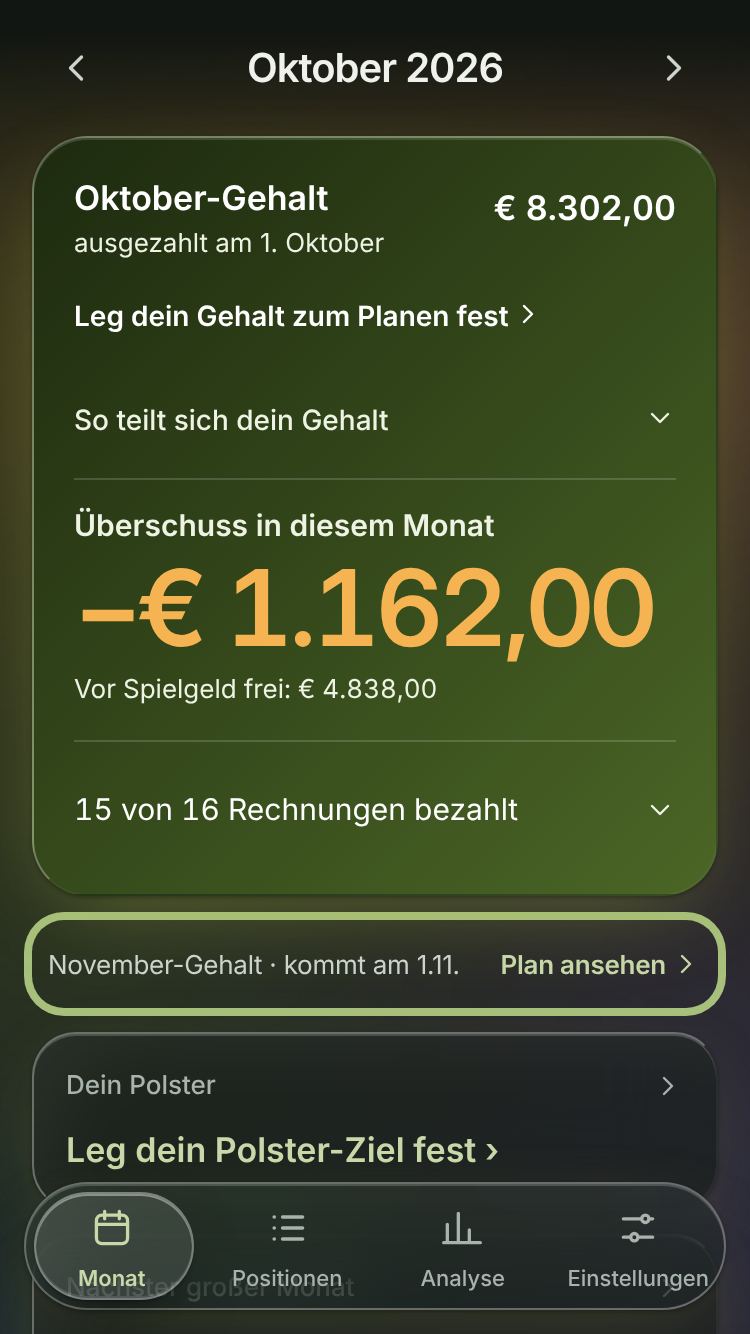 Oktober 2026
Oktober-Gehalt
€ 8.302,00
ausgezahlt am 1. Oktober
Leg dein Gehalt zum Planen fest
So teilt sich dein Gehalt
Überschuss in diesem Monat
–€ 1.162,00
Vor Spielgeld frei: € 4.838,00
15 von 16 Rechnungen bezahlt
November-Gehalt · kommt am 1.11. Plan ansehen
Dein Polster
Leg dein Polster-Ziel fest ›
Nächster großer Monat
Monat Positionen Analyse Einstellungen